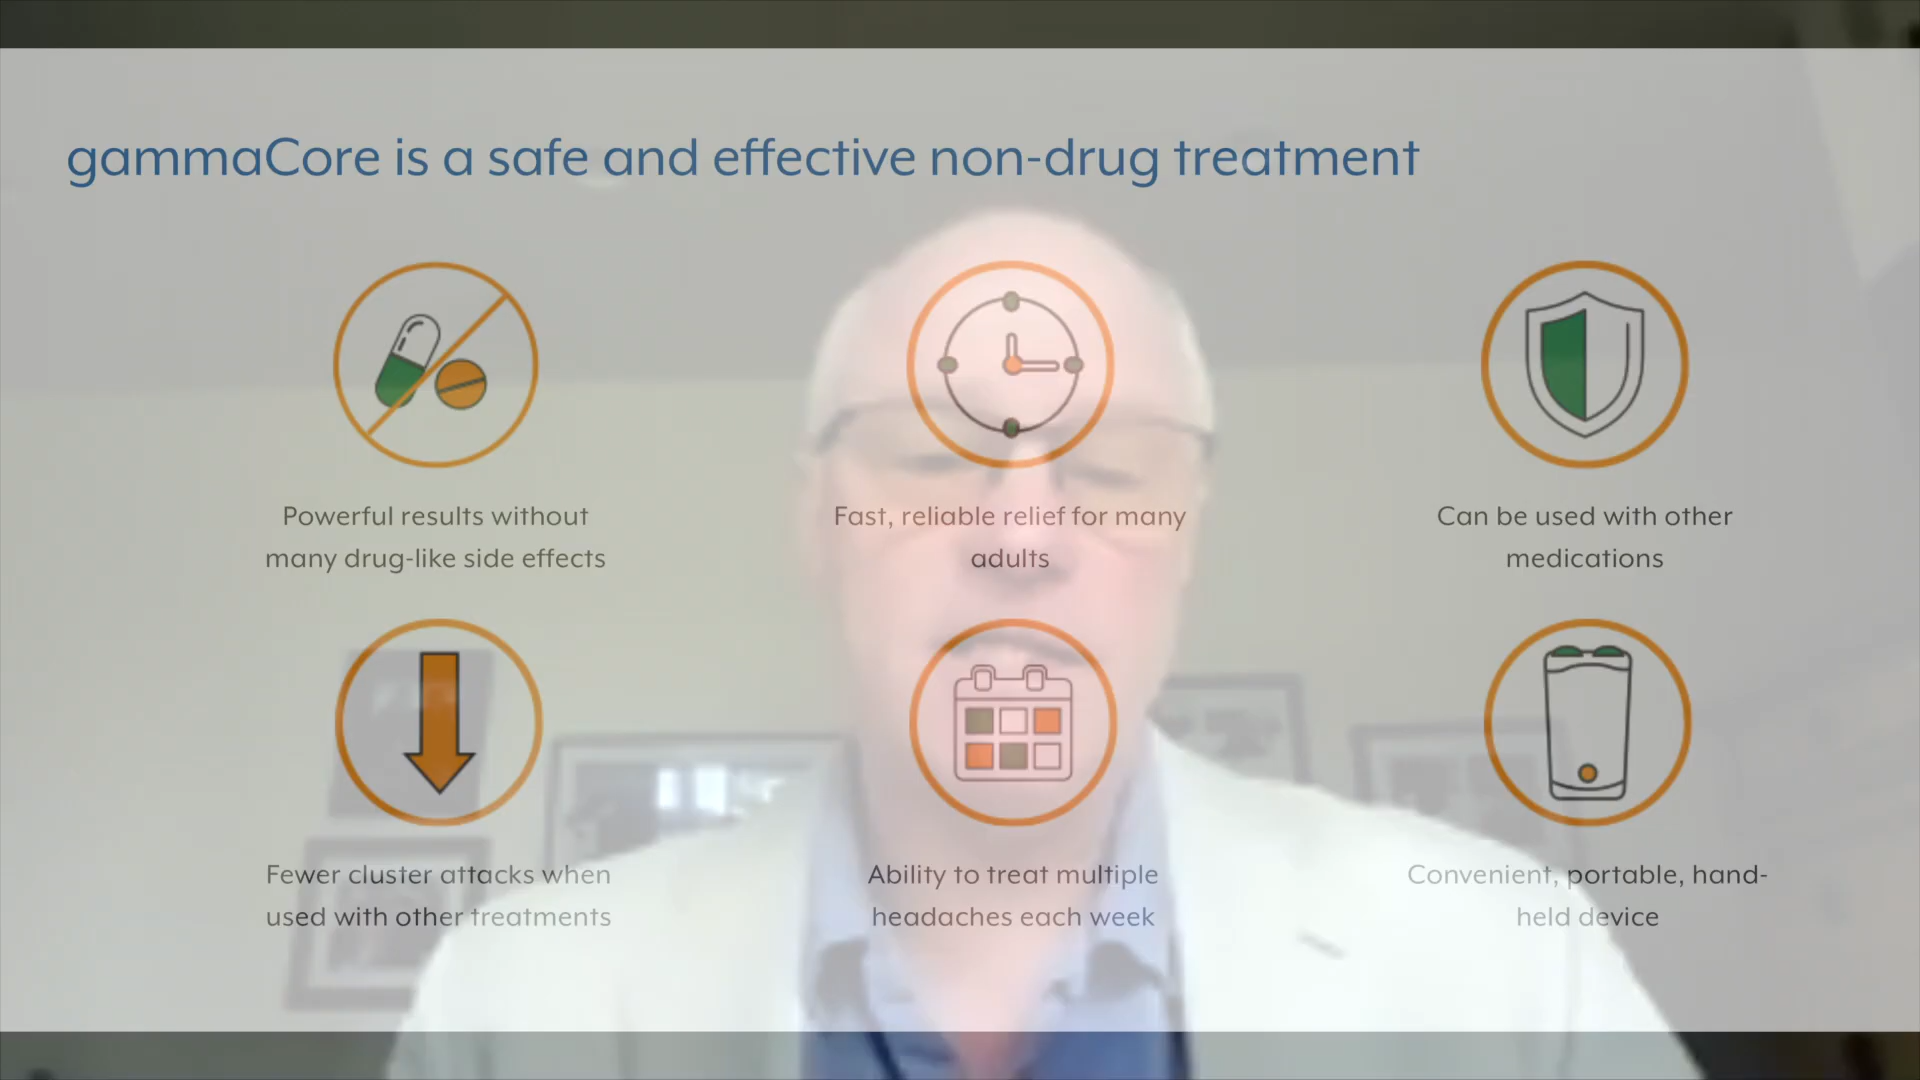 gammaCore is a safe and effective non-drug treatment
Powerful results without
many drug-like side effects
Fast, reliable relief for many
adults
Can be used with other
medications
Fewer cluster attacks when
used with other treatments
Ability to treat multiple
headaches each week
Convenient, portable, hand-
held device